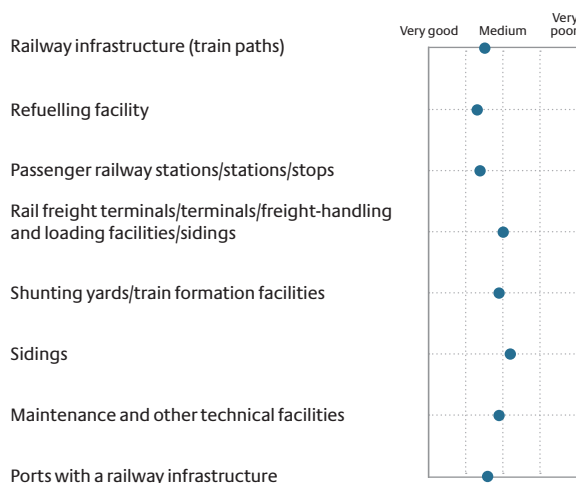 Very good Medium Very poor
Railway infrastructure (train paths)
Refuelling facility
Passenger railway stations/stations/stops
Rail freight terminals/terminals/freight-handling
and loading facilities/sidings
Shunting yards/train formation facilities
Sidings
Maintenance and other technical facilities
Ports with a railway infrastructure